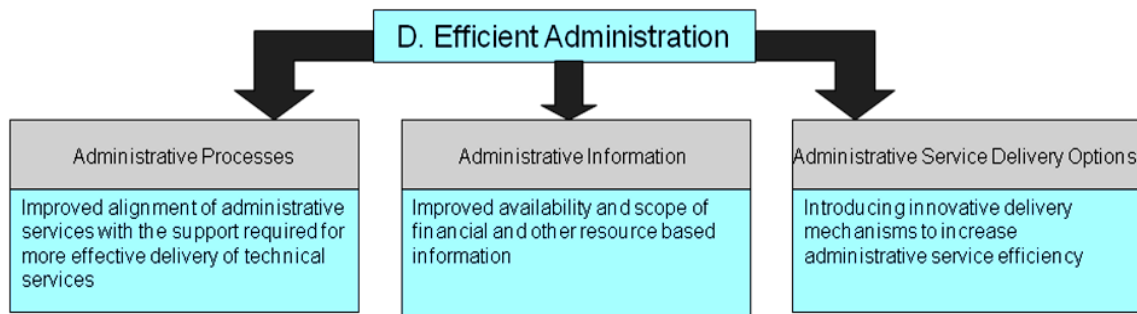 D. Efficient Administration
Administrative Processes
Improved alignment of administrative
services with the support required for
more effective delivery of technical
services
Administrative Information
Improved availability and scope of
financial and other resource based
information
Administrative Service Delivery Options
Introducing innovative delivery
mechanisms to increase
administrative service efficiency